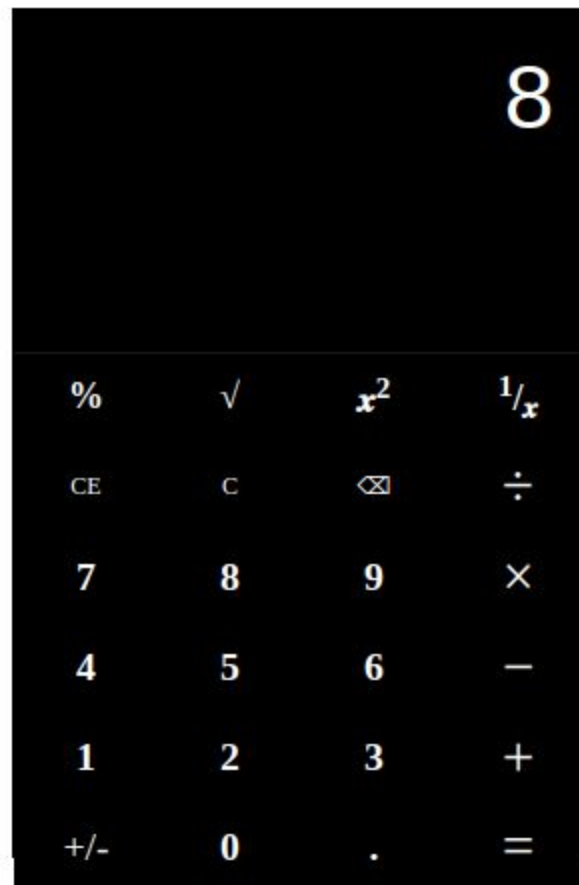 8
% √ x² ¹/x
CE C ⌫ ÷
7 8 9 ×
4 5 6 −
1 2 3 +
+/- 0 . =